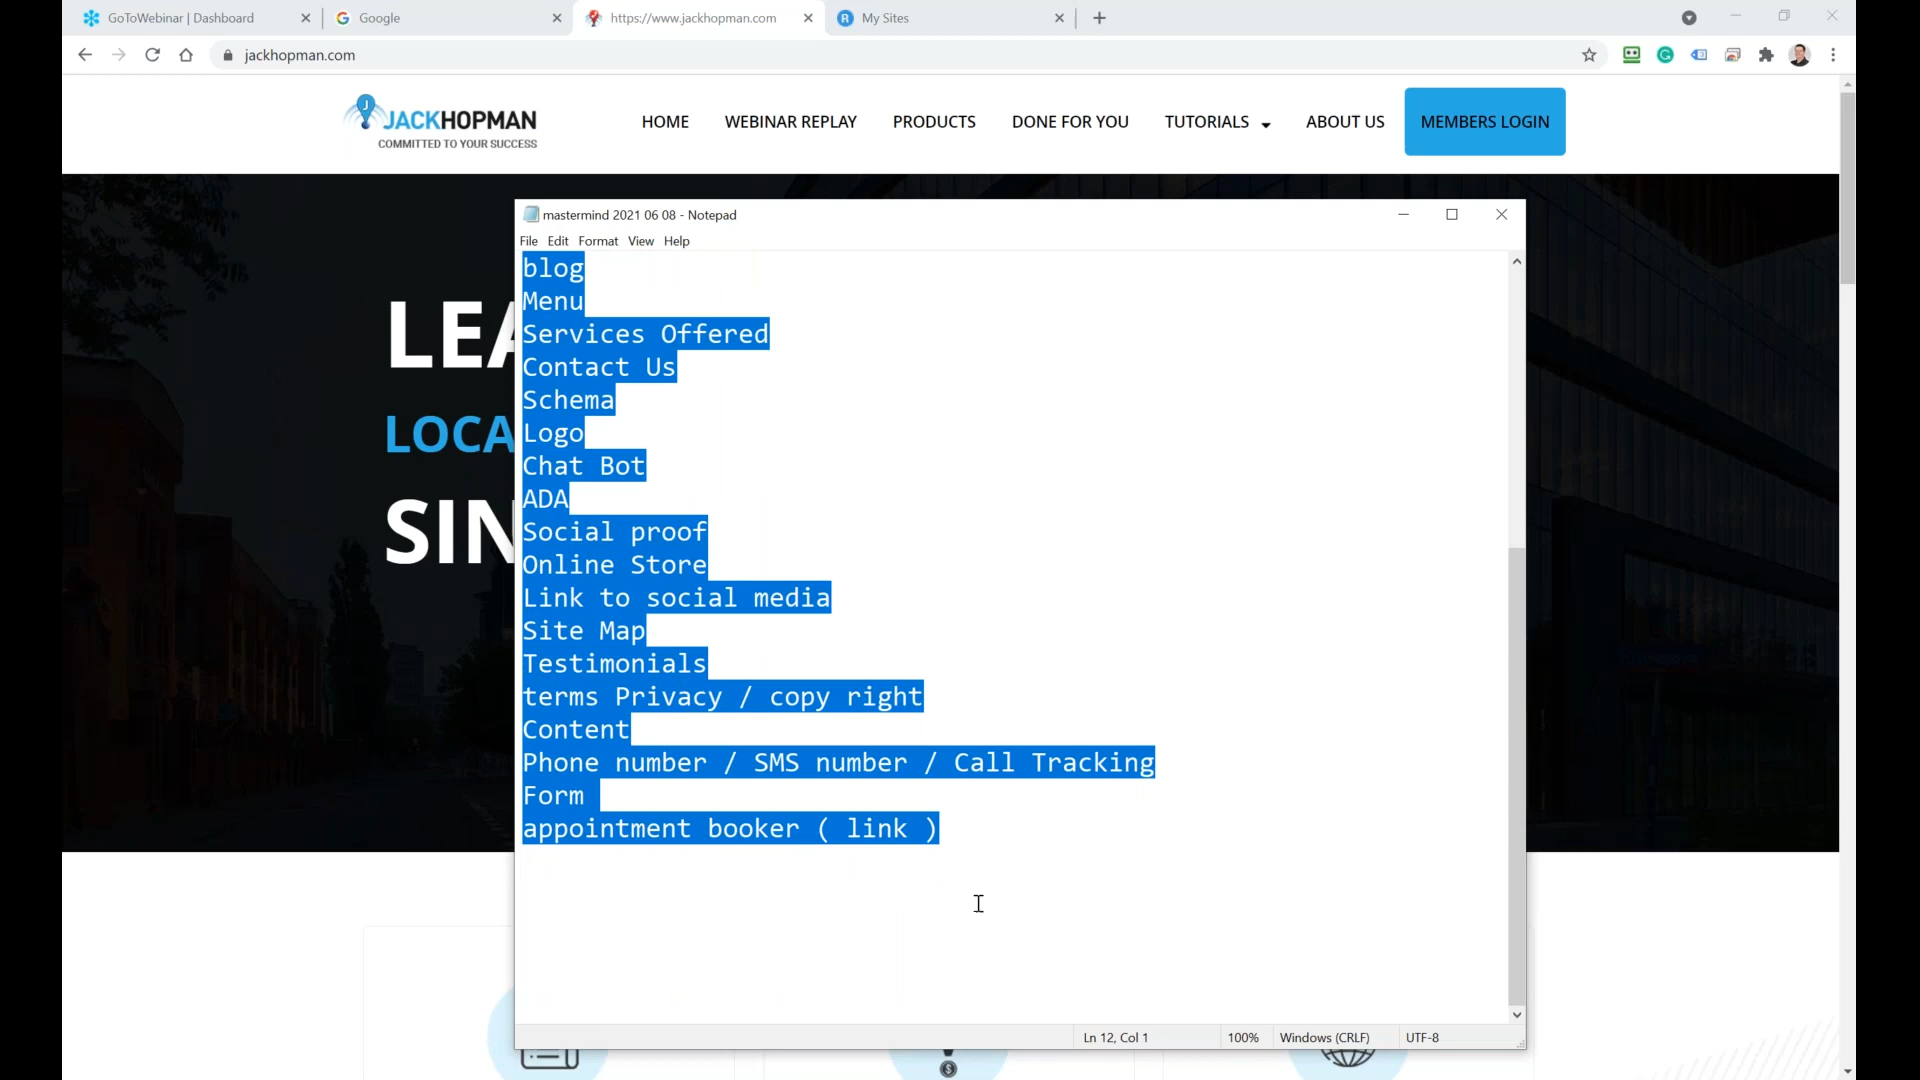 GoToWebinar | Dashboard
Google
https://www.jackhopman.com
My Sites
jackhopman.com
JACKHOPMAN
COMMITTED TO YOUR SUCCESS
HOME
WEBINAR REPLAY
PRODUCTS
DONE FOR YOU
TUTORIALS
ABOUT US
MEMBERS LOGIN
mastermind 2021 06 08 - Notepad
File Edit Format View Help
blog
Menu
Services Offered
Contact Us
Schema
Logo
Chat Bot
ADA
Social proof
Online Store
Link to social media
Site Map
Testimonials
terms Privacy / copy right
Content
Phone number / SMS number / Call Tracking
Form
appointment booker ( link )
Ln 12, Col 1
100%
Windows (CRLF)
UTF-8